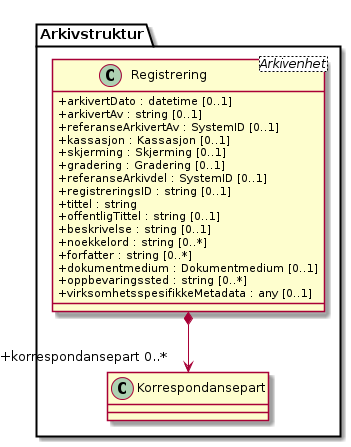 Arkivstruktur
Arkivenhet
C Registrering
+arkivertDato : datetime [0..1]
+arkivertAv : string [0..1]
+referanseArkivertAv : SystemID [0..1]
+kassasjon : Kassasjon [0..1]
+skjerming : Skjerming [0..1]
+gradering : Gradering [0..1]
+referanseArkivdel : SystemID [0..1]
+registreringsID : string [0..1]
+tittel : string
+offentligTittel : string [0..1]
+beskrivelse : string [0..1]
+noekkelord : string [0..*]
+forfatter : string [0..*]
+dokumentmedium : Dokumentmedium [0..1]
+oppbevaringssted : string [0..*]
+virksomhetsspesifikkeMetadata : any [0..1]
+korrespondansepart 0..*
C Korrespondansepart